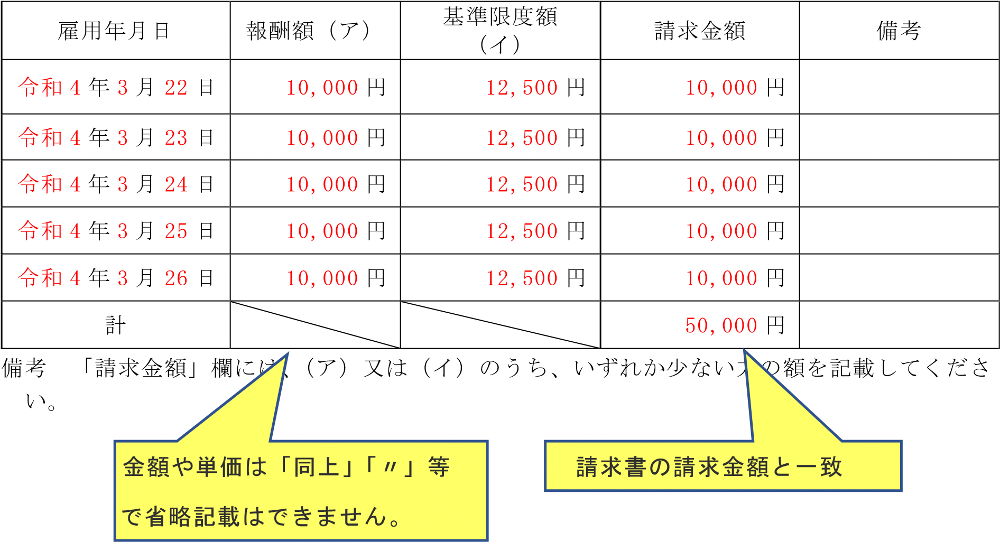 雇用年月日 報酬額（ア） 基準限度額（イ） 請求金額 備考
令和4年3月22日 10,000円 12,500円 10,000円
令和4年3月23日 10,000円 12,500円 10,000円
令和4年3月24日 10,000円 12,500円 10,000円
令和4年3月25日 10,000円 12,500円 10,000円
令和4年3月26日 10,000円 12,500円 10,000円
計 50,000円
備考 「請求金額」欄には、（ア）又は（イ）のうち、いずれか少ない方の額を記載してくださ
い。
金額や単価は「同上」「〃」等
で省略記載はできません。
請求書の請求金額と一致